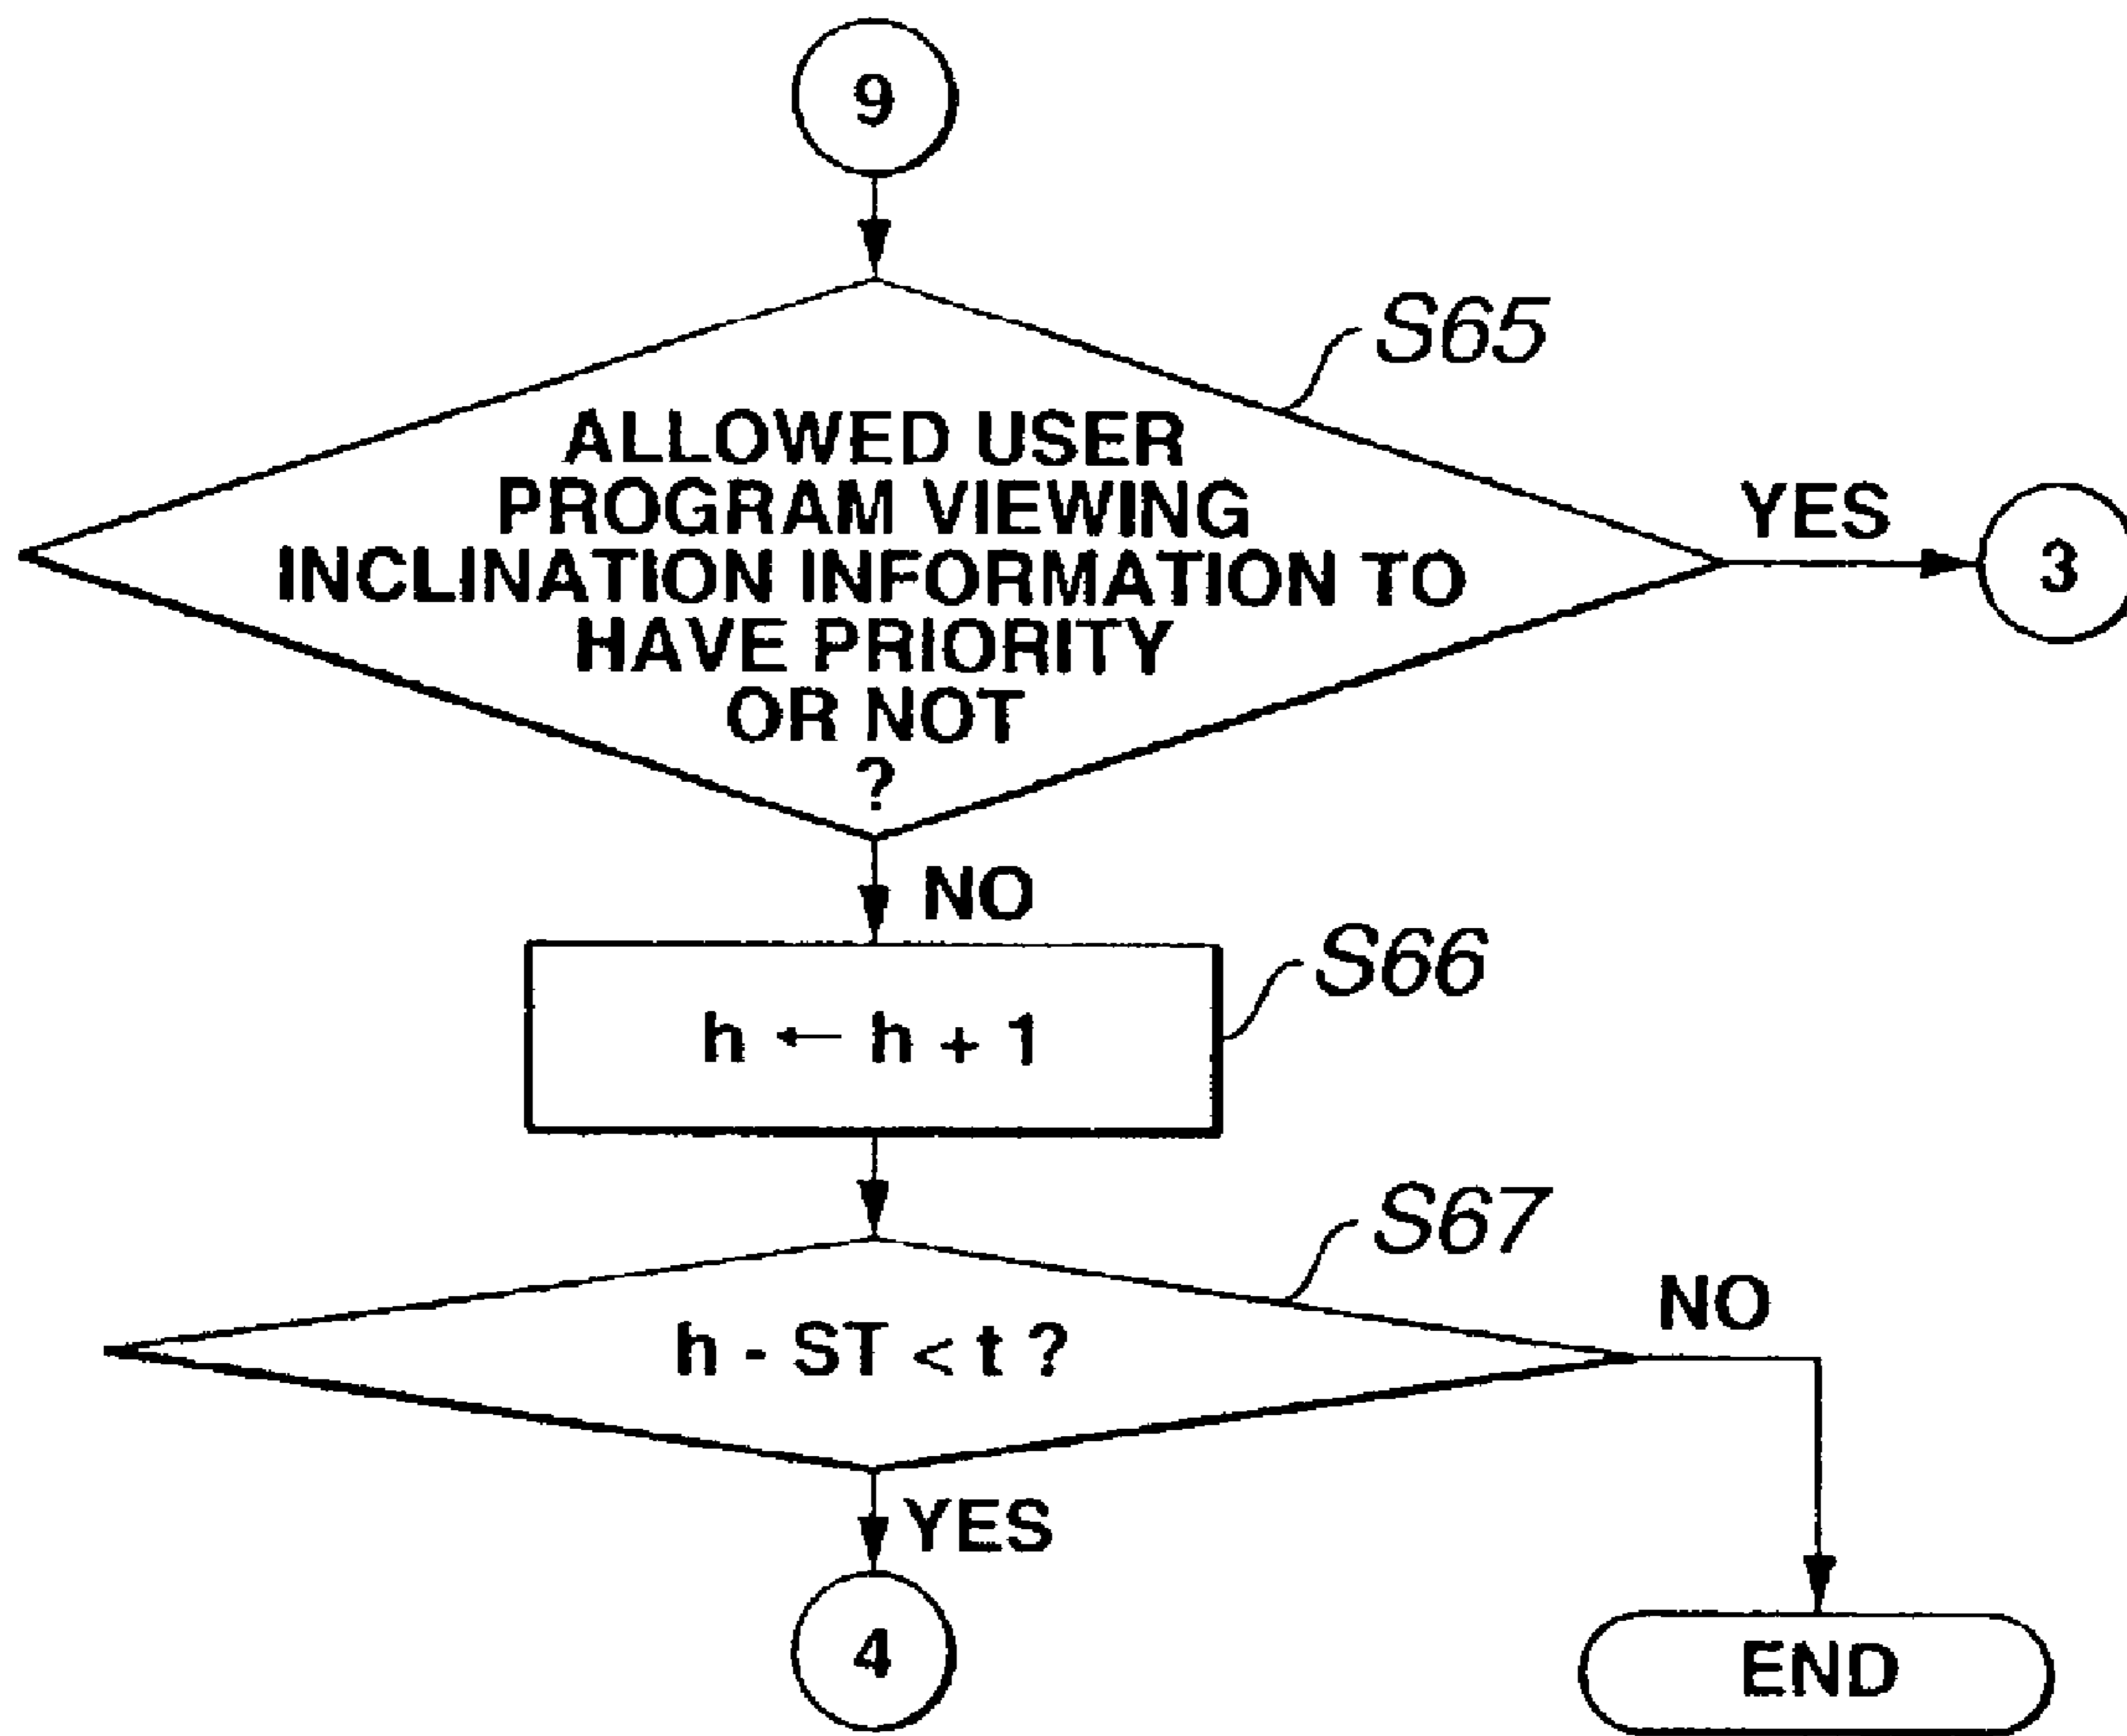 9
S65
ALLOWED USER
PROGRAM VIEWING
INCLINATION INFORMATION TO
HAVE PRIORITY
OR NOT
?
YES
3
NO
S66
h ← h + 1
S67
h - ST < t ?
NO
YES
4
END